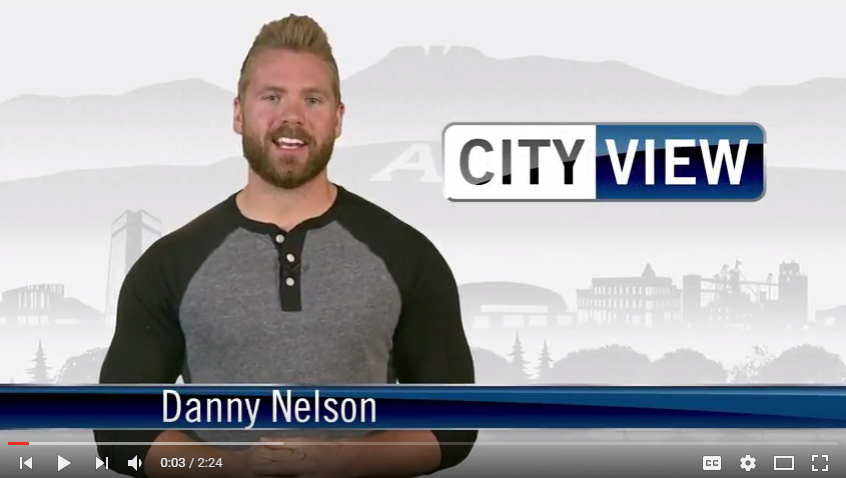 A
CITY VIEW
Danny Nelson
0:03 / 2:24
CC